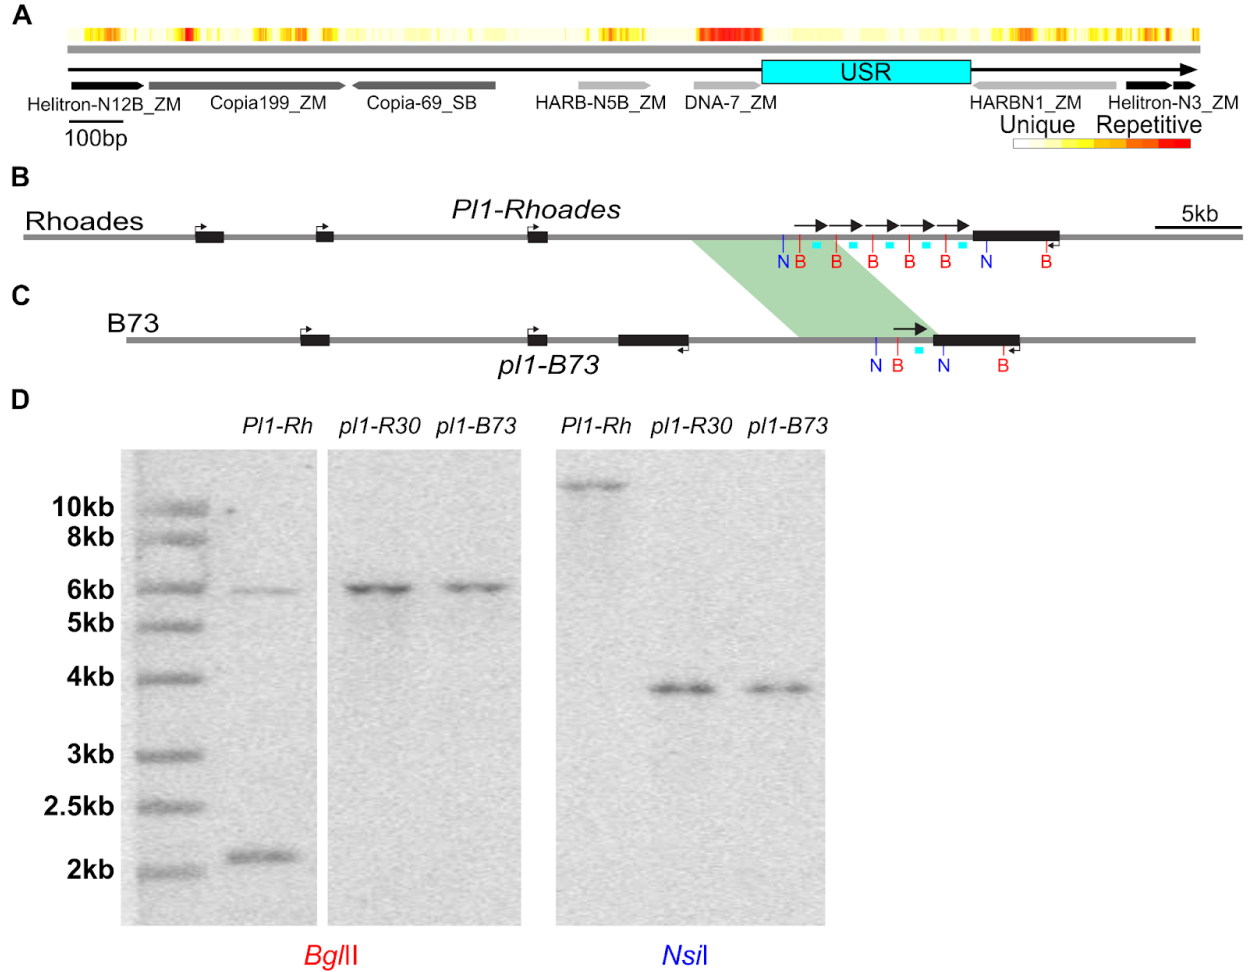 A
USR
Helitron-N12B_ZM Copia199_ZM Copia-69_SB HARB-N5B_ZM DNA-7_ZM HARBN1_ZM Helitron-N3_ZM
100bp
Unique Repetitive
B
Rhoades Pl1-Rhoades 5kb
N B B B B B N B
C
B73
pl1-B73 N B N B
D
Pl1-Rh pl1-R30 pl1-B73 Pl1-Rh pl1-R30 pl1-B73
10kb
8kb
6kb
5kb
4kb
3kb
2.5kb
2kb
BglII NsiI